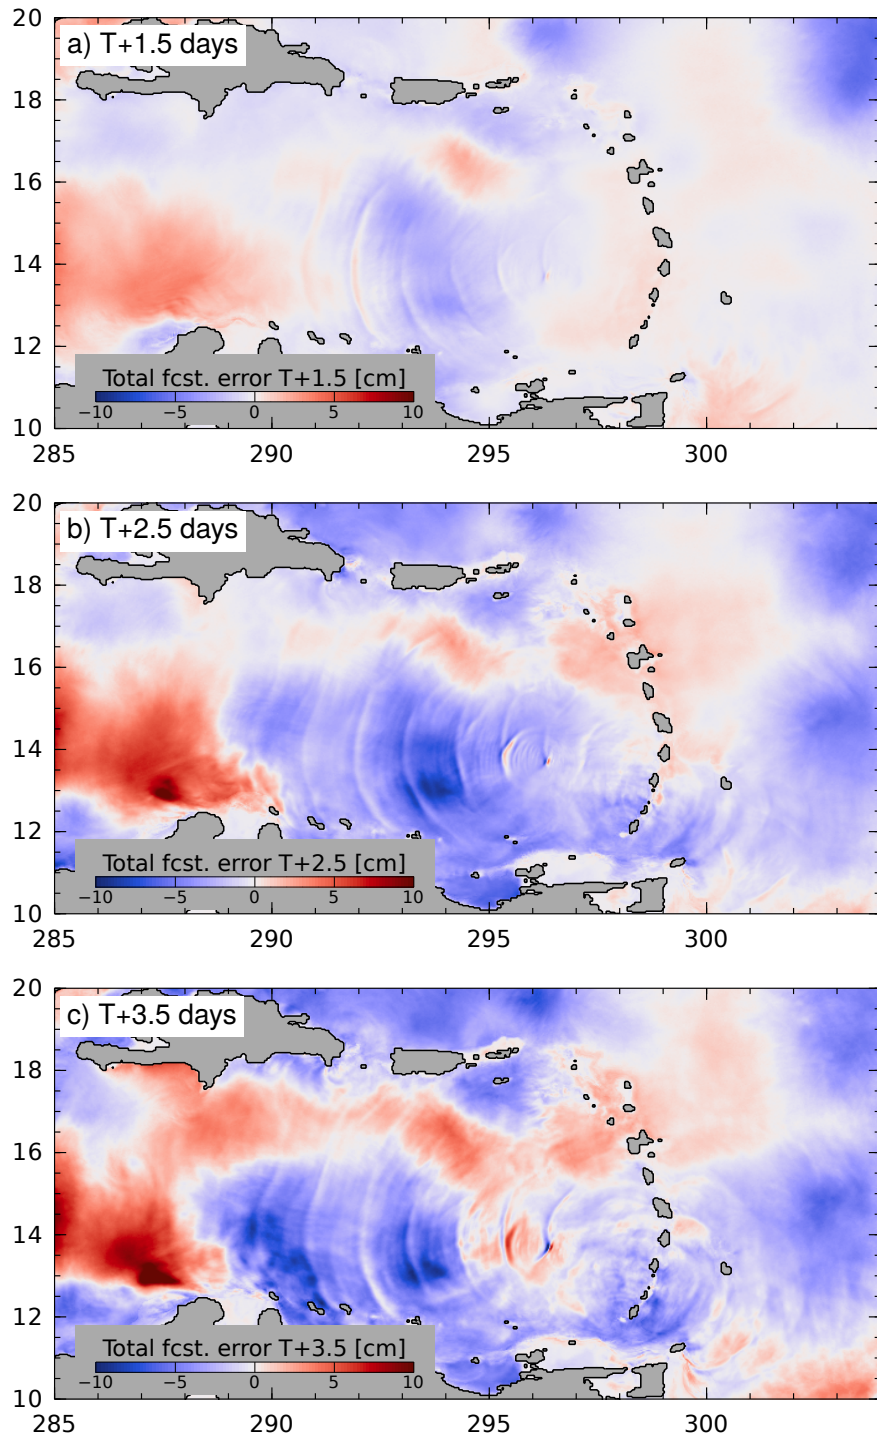 20
a) T+1.5 days
18
16
14
12
Total fcst. error T+1.5 [cm]
−10 −5 0 5 10
10
285 290 295 300
20
b) T+2.5 days
18
16
14
12
Total fcst. error T+2.5 [cm]
−10 −5 0 5 10
10
285 290 295 300
20
c) T+3.5 days
18
16
14
12
Total fcst. error T+3.5 [cm]
−10 −5 0 5 10
10
285 290 295 300